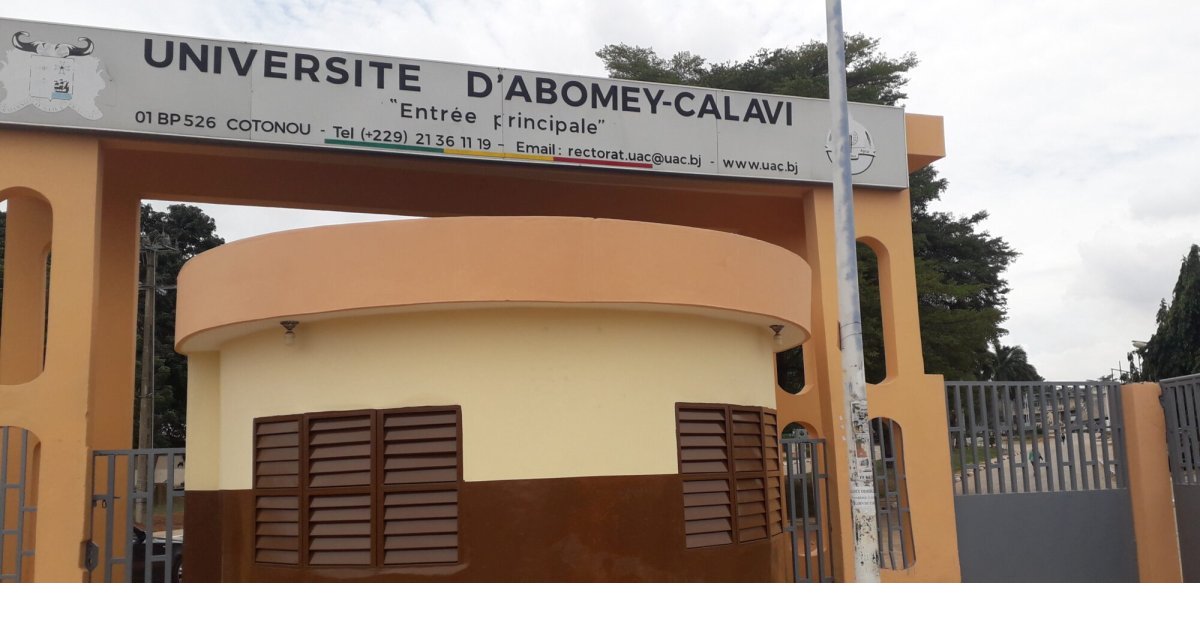 UNIVERSITE D'ABOMEY-CALAVI
"Entrée principale"
01 BP 526 COTONOU - Tel (+229) 21 36 11 19 - Email : rectorat.uac@uac.bj - www.uac.bj